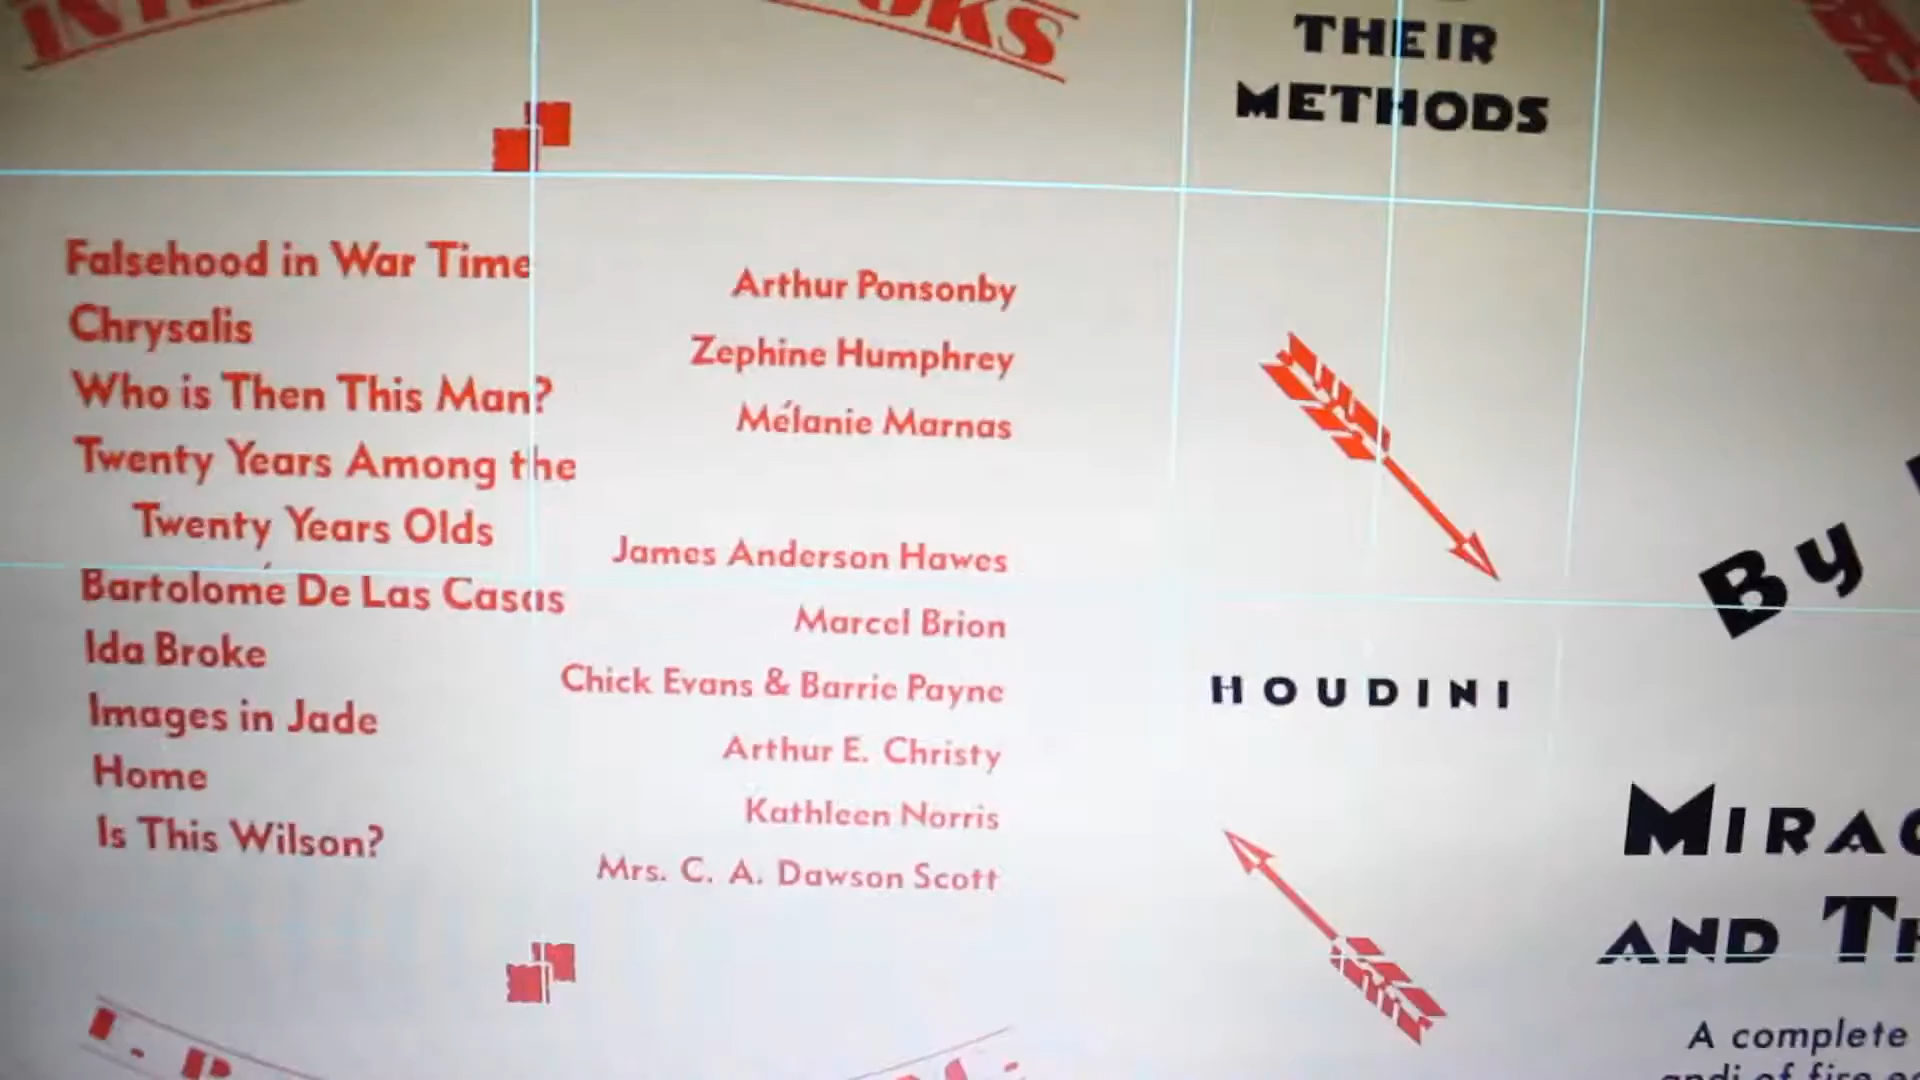 Falsehood in War Time
Arthur Ponsonby
Chrysalis
Zephine Humphrey
Who is Then This Man?
Mélanie Marnas
Twenty Years Among the
Twenty Years Olds
James Anderson Hawes
Bartolomé De Las Casas
Marcel Brion
Ida Broke
Chick Evans & Barrie Payne
Images in Jade
Arthur E. Christy
Home
Kathleen Norris
Is This Wilson?
Mrs. C. A. Dawson Scott
THEIR
METHODS
HOUDINI
By
AND
A complete
of fire